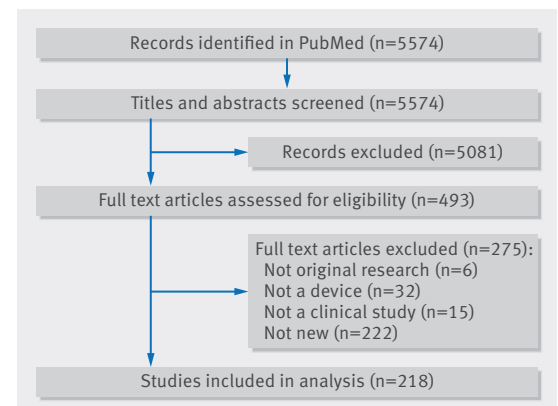 Records identified in PubMed (n=5574)
Titles and abstracts screened (n=5574)
Records excluded (n=5081)
Full text articles assessed for eligibility (n=493)
Full text articles excluded (n=275):
Not original research (n=6)
Not a device (n=32)
Not a clinical study (n=15)
Not new (n=222)
Studies included in analysis (n=218)